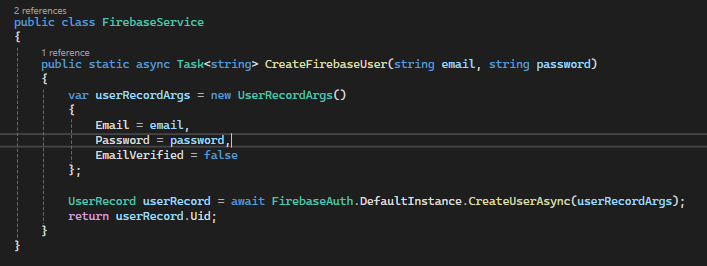 2 references
public class FirebaseService
{
1 reference
public static async Task<string> CreateFirebaseUser(string email, string password)
{
var userRecordArgs = new UserRecordArgs()
{
Email = email,
Password = password,
EmailVerified = false
};
UserRecord userRecord = await FirebaseAuth.DefaultInstance.CreateUserAsync(userRecordArgs);
return userRecord.Uid;
}
}